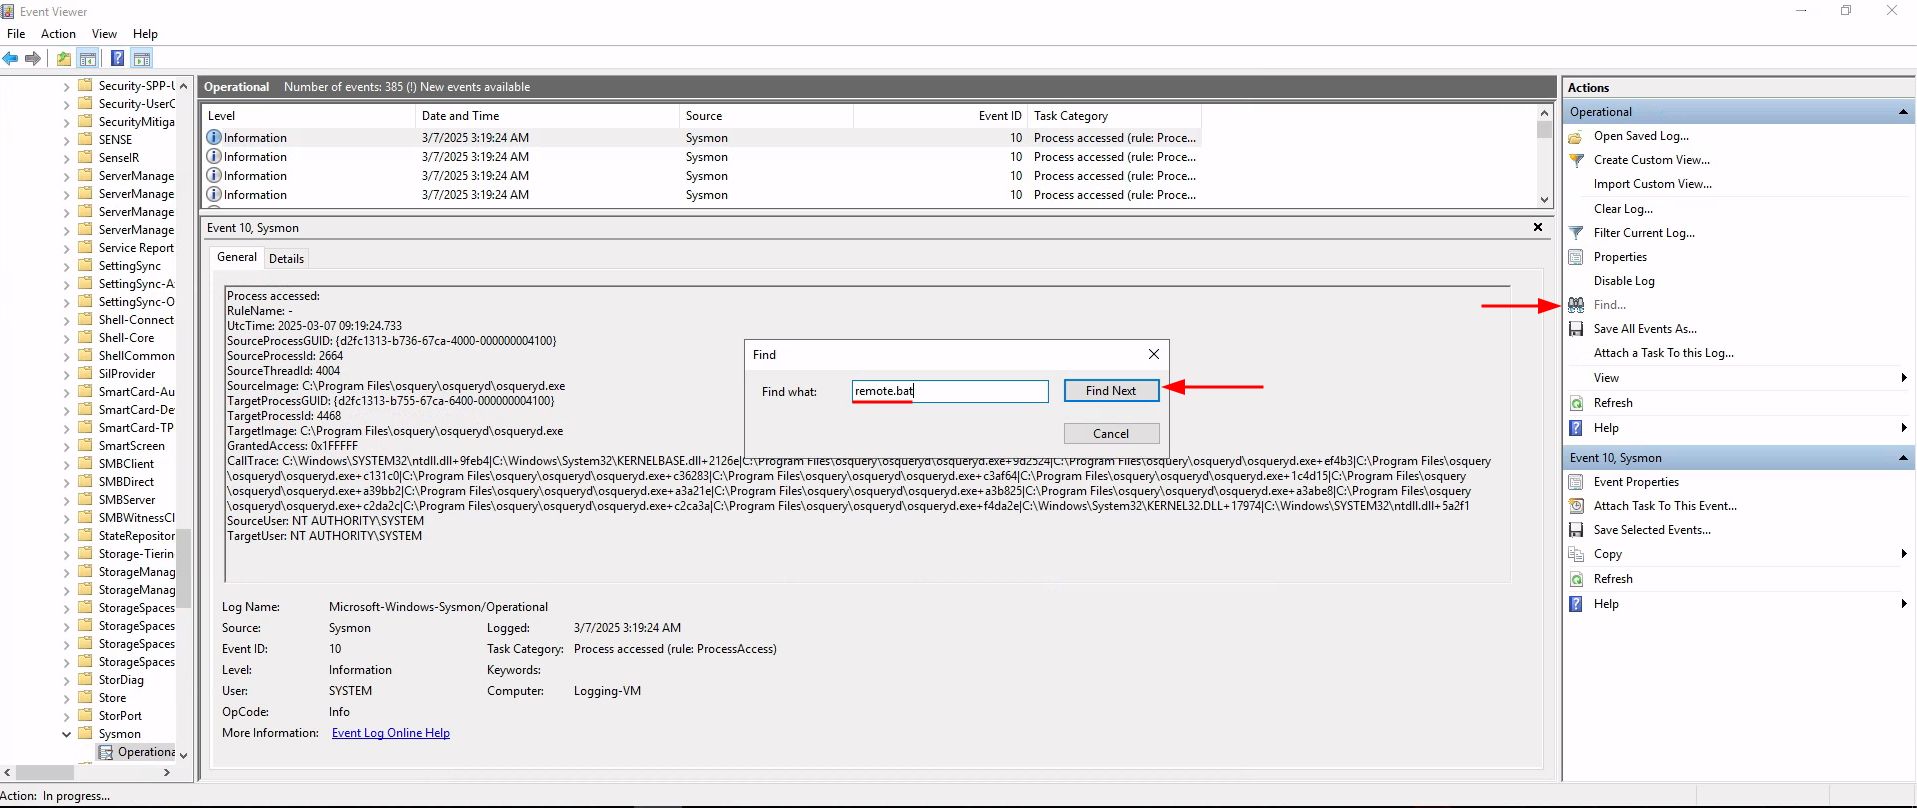 Event Viewer
File Action View Help
Security-SPP-U
Security-UserC
SecurityMitiga
SENSE
SenseIR
ServerManage
ServerManage
ServerManage
ServerManage
Service Report
SettingSync
SettingSync-A
SettingSync-O
Shell-Connect
Shell-Core
ShellCommon
SilProvider
SmartCard-Au
SmartCard-De
SmartCard-TP
SmartScreen
SMBClient
SMBDirect
SMBServer
SMBWitnessCl
StateRepositor
Storage-Tierin
StorageManag
StorageManag
StorageSpaces
StorageSpaces
StorageSpaces
StorageSpaces
StorDiag
Store
StorPort
Sysmon
Operationa
Operational Number of events: 385 (!) New events available
Level Date and Time Source Event ID Task Category
Information 3/7/2025 3:19:24 AM Sysmon 10 Process accessed (rule: Proce...
Information 3/7/2025 3:19:24 AM Sysmon 10 Process accessed (rule: Proce...
Information 3/7/2025 3:19:24 AM Sysmon 10 Process accessed (rule: Proce...
Information 3/7/2025 3:19:24 AM Sysmon 10 Process accessed (rule: Proce...
Event 10, Sysmon
General Details
Process accessed:
RuleName: -
UtcTime: 2025-03-07 09:19:24.733
SourceProcessGUID: {d2fc1313-b736-67ca-4000-000000004100}
SourceProcessId: 2664
SourceThreadId: 4004
SourceImage: C:\Program Files\osquery\osqueryd\osqueryd.exe
TargetProcessGUID: {d2fc1313-b755-67ca-6400-000000004100}
TargetProcessId: 4468
TargetImage: C:\Program Files\osquery\osqueryd\osqueryd.exe
GrantedAccess: 0x1FFFFF
CallTrace: C:\Windows\SYSTEM32\ntdll.dll+9feb4|C:\Windows\System32\KERNELBASE.dll+2126e|C:\Program Files\osquery\osqueryd\osqueryd.exe+9d2524|C:\Program Files\osquery\osqueryd\osqueryd.exe+ef4b3|C:\Program Files\osquery
\osqueryd\osqueryd.exe+c131c0|C:\Program Files\osquery\osqueryd\osqueryd.exe+c36283|C:\Program Files\osquery\osqueryd\osqueryd.exe+c3af64|C:\Program Files\osquery\osqueryd\osqueryd.exe+1c4d15|C:\Program Files\osquery
\osqueryd\osqueryd.exe+a39bb2|C:\Program Files\osquery\osqueryd\osqueryd.exe+a3a21e|C:\Program Files\osquery\osqueryd\osqueryd.exe+a3b825|C:\Program Files\osquery\osqueryd\osqueryd.exe+a3abe8|C:\Program Files\osquery
\osqueryd\osqueryd.exe+c2da2c|C:\Program Files\osquery\osqueryd\osqueryd.exe+c2ca3a|C:\Program Files\osquery\osqueryd\osqueryd.exe+f4da2e|C:\Windows\System32\KERNEL32.DLL+17974|C:\Windows\SYSTEM32\ntdll.dll+5a2f1
SourceUser: NT AUTHORITY\SYSTEM
TargetUser: NT AUTHORITY\SYSTEM
Find
Find what: remote.bat Find Next
Cancel
Log Name: Microsoft-Windows-Sysmon/Operational
Source: Sysmon Logged: 3/7/2025 3:19:24 AM
Event ID: 10 Task Category: Process accessed (rule: ProcessAccess)
Level: Information Keywords:
User: SYSTEM Computer: Logging-VM
OpCode: Info
More Information: Event Log Online Help
Actions
Operational
Open Saved Log...
Create Custom View...
Import Custom View...
Clear Log...
Filter Current Log...
Properties
Disable Log
Find...
Save All Events As...
Attach a Task To this Log...
View
Refresh
Help
Event 10, Sysmon
Event Properties
Attach Task To This Event...
Save Selected Events...
Copy
Refresh
Help
Action: In progress...